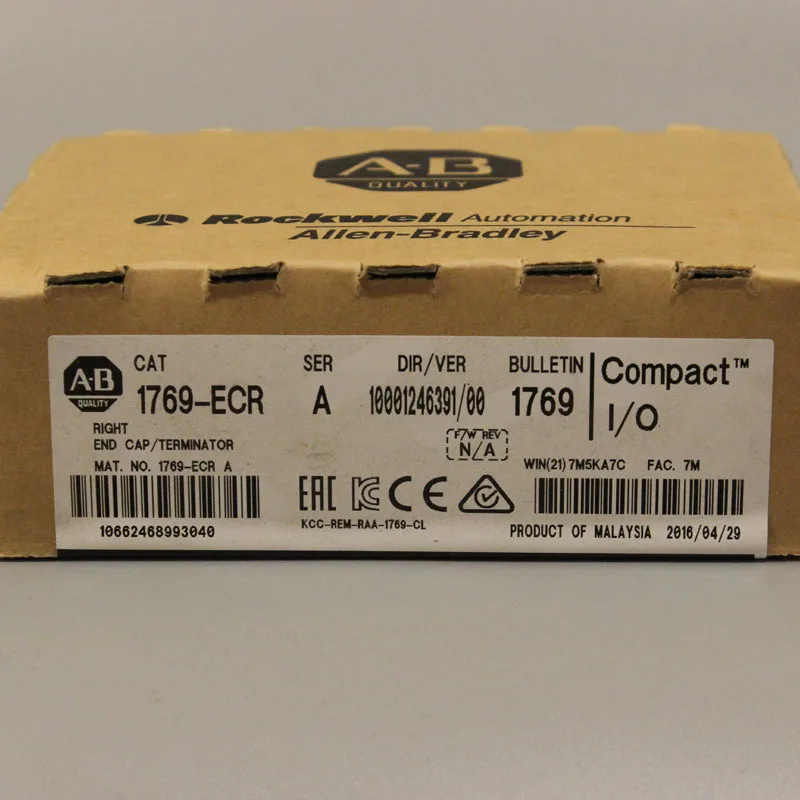 A-B
QUALITY
Rockwell Automation
Allen-Bradley
A-B
QUALITY
CAT
1769-ECR
SER
A
DIR/VER
10001246391/00
BULLETIN
1769
Compact™
I/O
RIGHT
END CAP/TERMINATOR
F/W REV
N/A
MAT. NO. 1769-ECR A
10662468993040
EAC
KC
CE
KCC-REM-RAA-1769-CL
WIN(21) 7M5KA7C FAC. 7M
PRODUCT OF MALAYSIA 2016/04/29